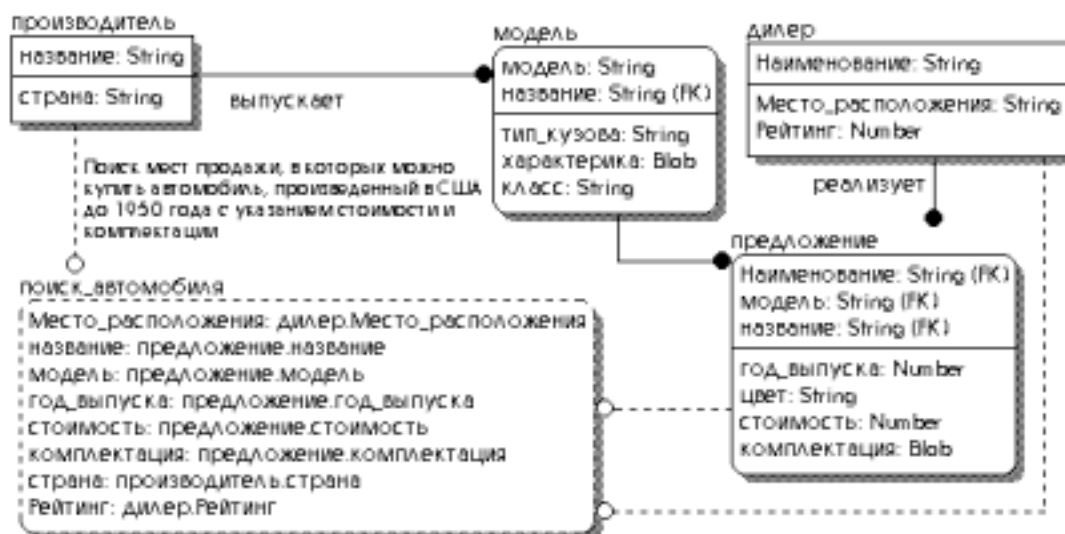 производитель
название: String
страна: String
выпускает
модель
модель: String
название: String (FK)
тип_кузова: String
характерика: Blob
класс: String
дилер
Наименование: String
Место_расположения: String
Рейтинг: Number
реализует
Поиск мест продажи, в которых можно
купить автомобиль, произведенный в США
до 1950 года с указанием стоимости и
комплектации
предложение
Наименование: String (FK)
модель: String (FK)
название: String (FK)
год_выпуска: Number
цвет: String
стоимость: Number
комплектация: Blob
поиск_автомобиля
Место_расположения: дилер.Место_расположения
название: предложение.название
модель: предложение.модель
год_выпуска: предложение.год_выпуска
стоимость: предложение.стоимость
комплектация: предложение.комплектация
страна: производитель.страна
Рейтинг: дилер.Рейтинг